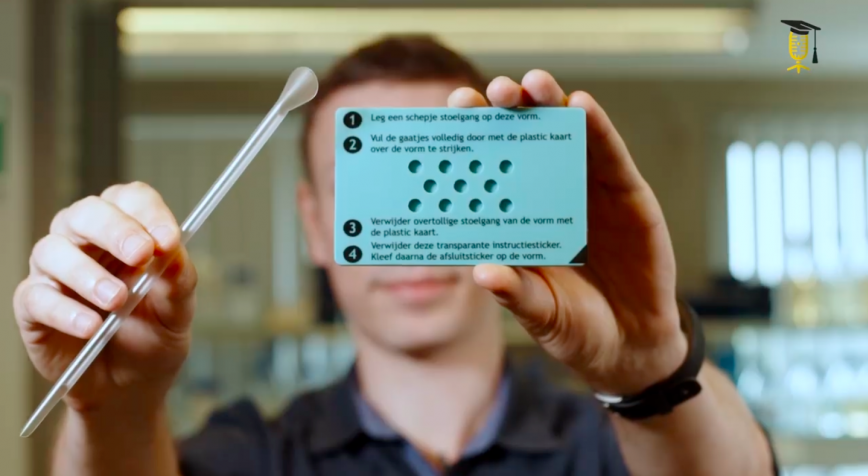 1 Leg een schepje stoelgang op deze vorm.
2 Vul de gaatjes volledig door met de plastic kaart
over de vorm te strijken.
3 Verwijder overtollige stoelgang van de vorm met
de plastic kaart.
4 Verwijder deze transparante instructiesticker.
Kleef daarna de afsluitsticker op de vorm.